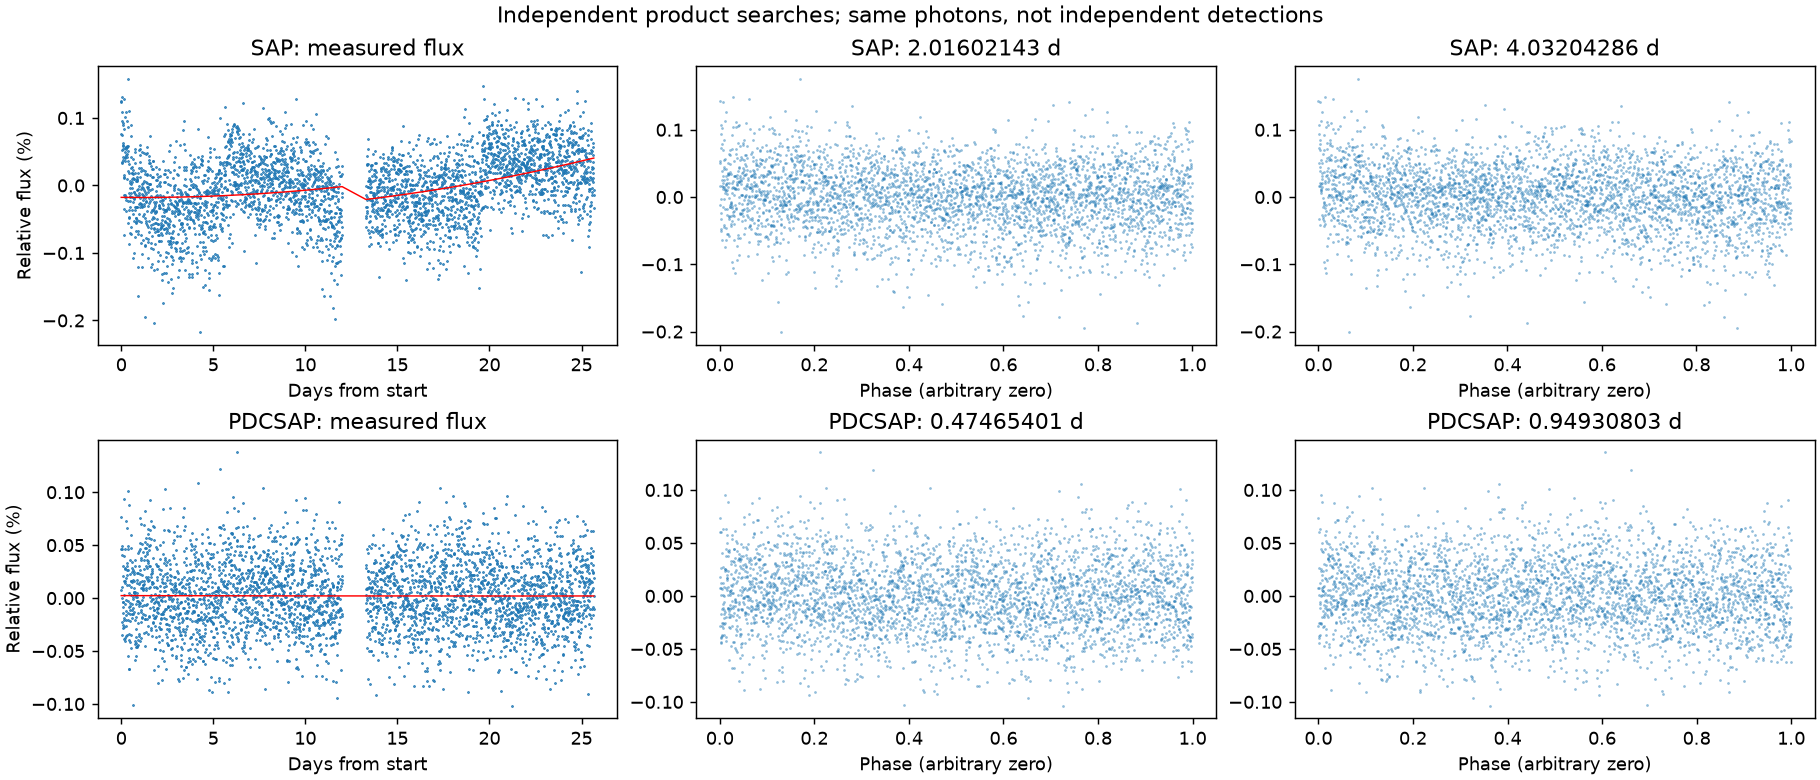 Independent product searches; same photons, not independent detections
SAP: measured flux
SAP: 2.01602143 d
SAP: 4.03204286 d
Relative flux (%)
0.1
0.0
−0.1
−0.2
0 5 10 15 20 25
Days from start
0.1
0.0
−0.1
−0.2
0.0 0.2 0.4 0.6 0.8 1.0
Phase (arbitrary zero)
0.1
0.0
−0.1
−0.2
0.0 0.2 0.4 0.6 0.8 1.0
Phase (arbitrary zero)
PDCSAP: measured flux
PDCSAP: 0.47465401 d
PDCSAP: 0.94930803 d
Relative flux (%)
0.10
0.05
0.00
−0.05
−0.10
0 5 10 15 20 25
Days from start
0.10
0.05
0.00
−0.05
−0.10
0.0 0.2 0.4 0.6 0.8 1.0
Phase (arbitrary zero)
0.10
0.05
0.00
−0.05
−0.10
0.0 0.2 0.4 0.6 0.8 1.0
Phase (arbitrary zero)